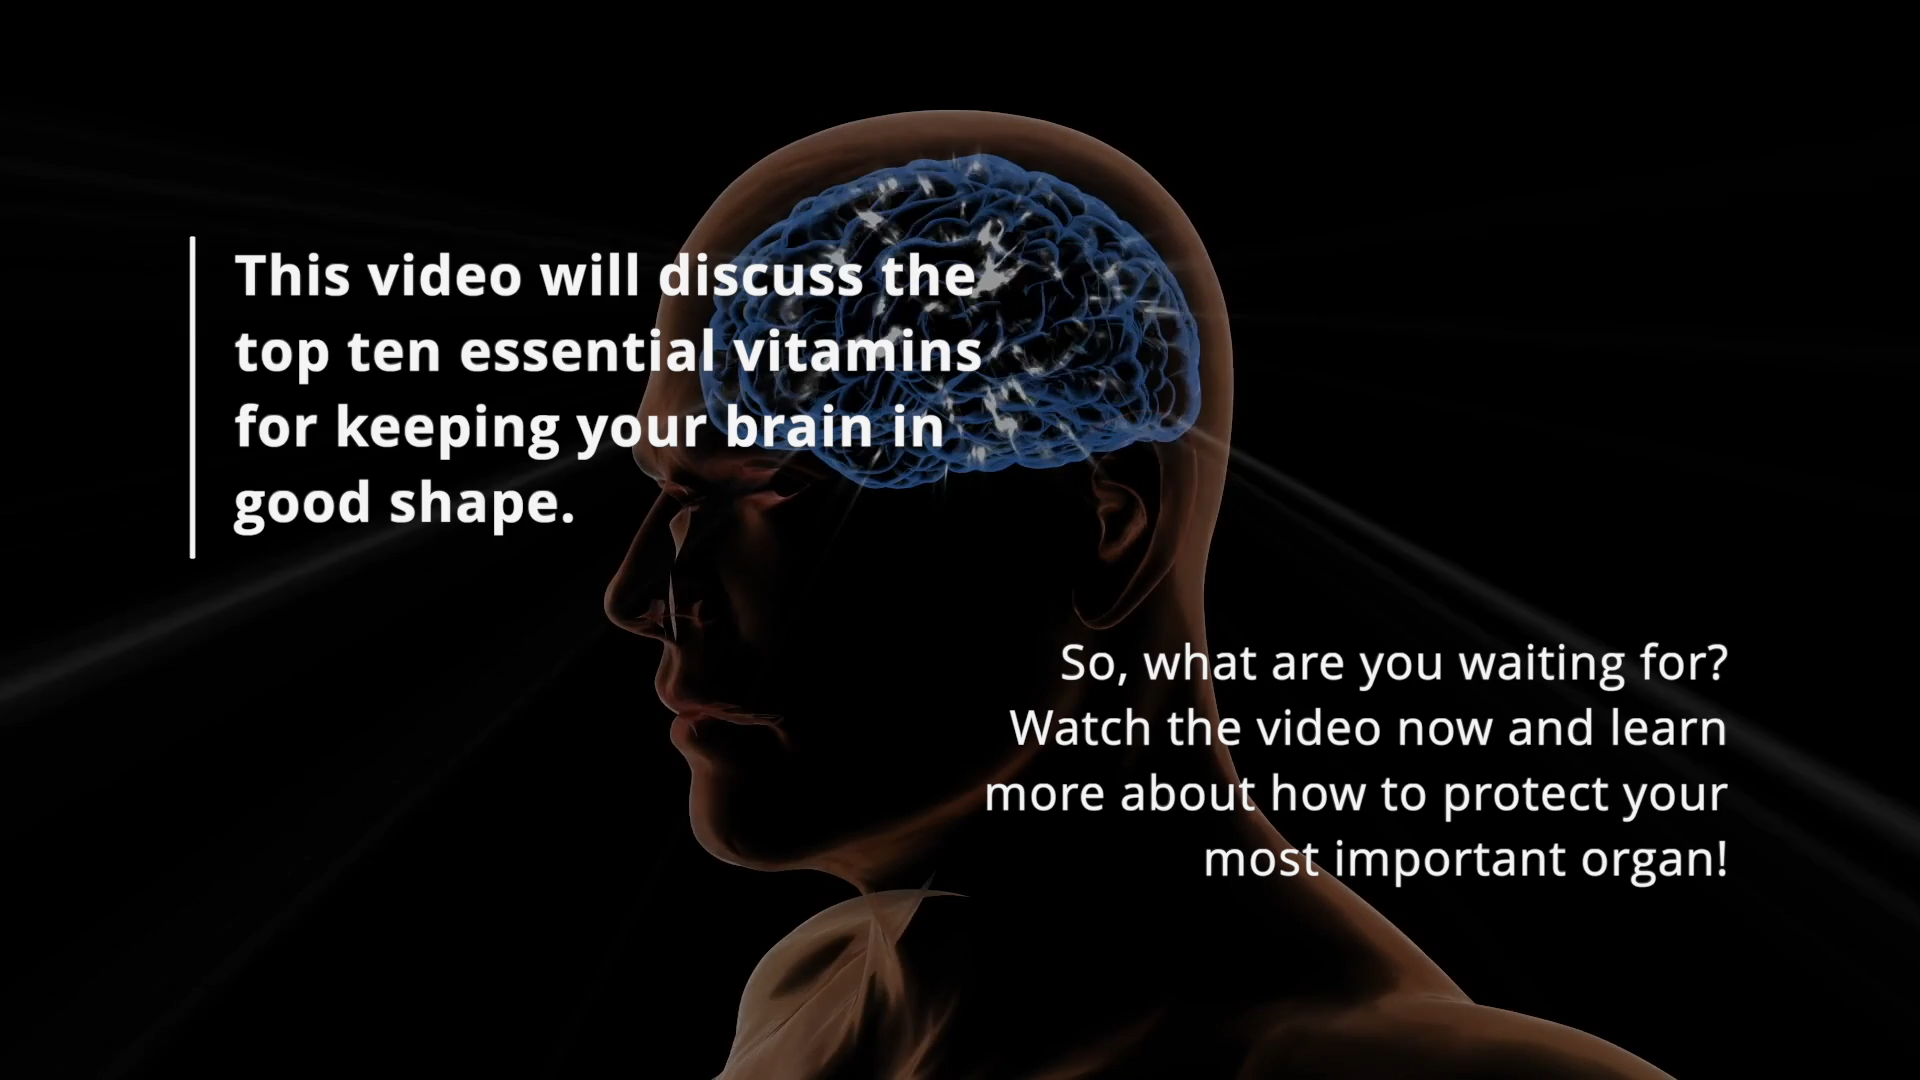 This video will discuss the
top ten essential vitamins
for keeping your brain in
good shape.
So, what are you waiting for?
Watch the video now and learn
more about how to protect your
most important organ!